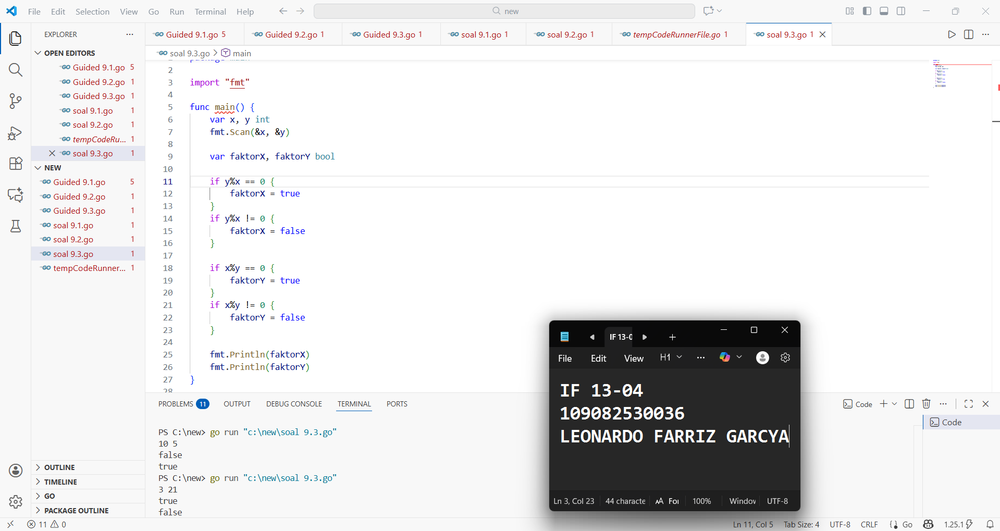 File Edit Selection View Go Run Terminal Help
new
EXPLORER
OPEN EDITORS
Guided 9.1.go 5
Guided 9.2.go 1
Guided 9.3.go 1
soal 9.1.go 1
soal 9.2.go 1
tempCodeRu... 1
soal 9.3.go 1
NEW
Guided 9.1.go 5
Guided 9.2.go 1
Guided 9.3.go 1
soal 9.1.go 1
soal 9.2.go 1
soal 9.3.go 1
tempCodeRunner... 1
OUTLINE
TIMELINE
GO
PACKAGE OUTLINE
Guided 9.1.go 5 Guided 9.2.go 1 Guided 9.3.go 1 soal 9.1.go 1 soal 9.2.go 1 tempCodeRunnerFile.go 1 soal 9.3.go 1
soal 9.3.go > main
package main
2
3 import "fmt"
4
5 func main() {
6 var x, y int
7 fmt.Scan(&x, &y)
8
9 var faktorX, faktorY bool
10
11 if y%x == 0 {
12 faktorX = true
13 }
14 if y%x != 0 {
15 faktorX = false
16 }
17
18 if x%y == 0 {
19 faktorY = true
20 }
21 if x%y != 0 {
22 faktorY = false
23 }
24
25 fmt.Println(faktorX)
26 fmt.Println(faktorY)
27 }
28
PROBLEMS 11 OUTPUT DEBUG CONSOLE TERMINAL PORTS
Code
Code
PS C:\new> go run "c:\new\soal 9.3.go"
10 5
false
true
PS C:\new> go run "c:\new\soal 9.3.go"
3 21
true
false
IF 13-0
File Edit View H1
IF 13-04
109082530036
LEONARDO FARRIZ GARCYA
Ln 3, Col 23 44 characte For 100% Window UTF-8
11 0
Ln 11, Col 5 Tab Size: 4 UTF-8 CRLF Go 1.25.1